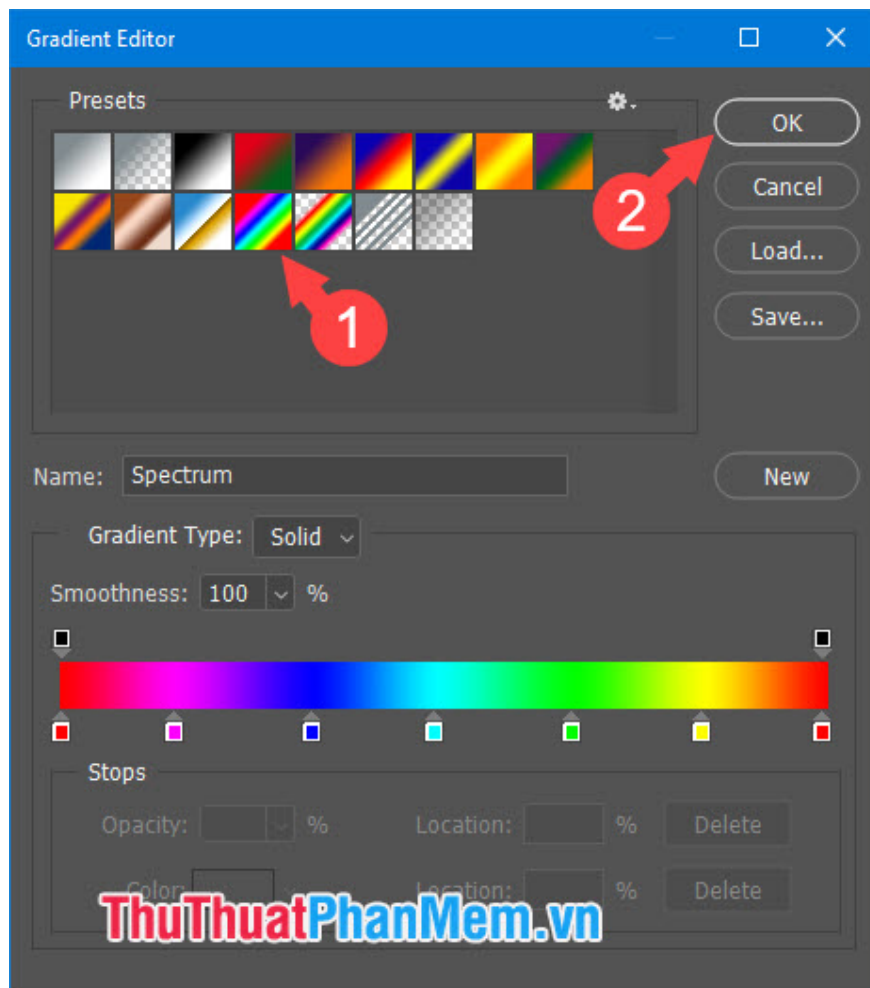 Gradient Editor
Presets
OK
Cancel
2
Load...
1
Save...
Name: Spectrum
New
Gradient Type: Solid
Smoothness: 100 %
Stops
Opacity: % Location: % Delete
Color: Location: % Delete
ThuThuatPhanMem.vn